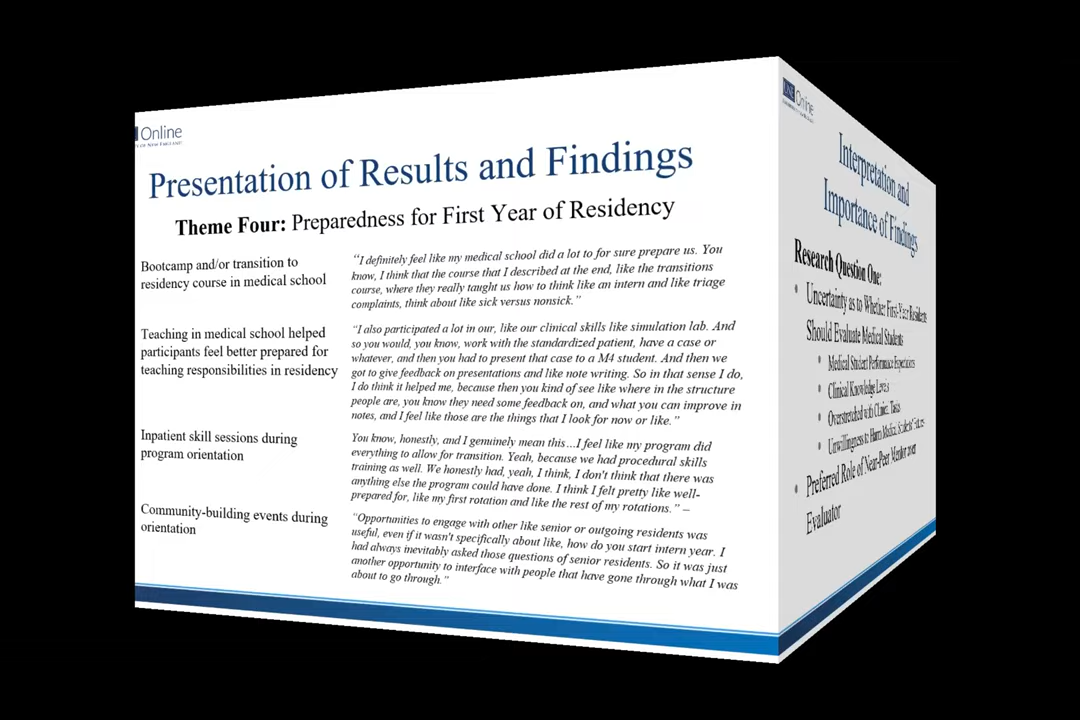 Online
Presentation of Results and Findings
Theme Four: Preparedness for First Year of Residency
Bootcamp and/or transition to
residency course in medical school
“I definitely feel like my medical school did a lot to for sure prepare us. You
know, I think that the course that I described at the end, like the transitions
course, where they really taught us how to think like an intern and like triage
complaints, think about like sick versus nonsick.”
Teaching in medical school helped
participants feel better prepared for
teaching responsibilities in residency
“I also participated a lot in our, like our clinical skills like simulation lab. And
so you would, you know, work with the standardized patient, have a case or
whatever, and then you had to present that case to a M4 student. And then we
got to give feedback on presentations and like note writing. So in that sense I do,
I do think it helped me, because then you kind of see like where in the structure
people are, you know they need some feedback on, and what you can improve in
notes, and I feel like those are the things that I look for now or like.”
Inpatient skill sessions during
program orientation
You know, honestly, and I genuinely mean this…I feel like my program did
everything to allow for transition. Yeah, because we had procedural skills
training as well. We honestly had, yeah, I think, I don't think that there was
anything else the program could have done. I think I felt pretty like well-
prepared for, like my first rotation and like the rest of my rotations.” –
Community-building events during
orientation
“Opportunities to engage with other like senior or outgoing residents was
useful, even if it wasn't specifically about like, how do you start intern year. I
had always inevitably asked those questions of senior residents. So it was just
another opportunity to interface with people that have gone through what I was
about to go through.”
UNE Online
Interpretation and
Importance of Findings
Research Question One:
• Uncertainty as to Whether First-Year Residents
Should Evaluate Medical Students
• Medical Student Performance Expectations
• Clinical Knowledge Levels
• Overstretched with Clinical Tasks
• Unwillingness to Harm Medical Students' Futures
• Preferred Role of Near-Peer Mentor over
Evaluator